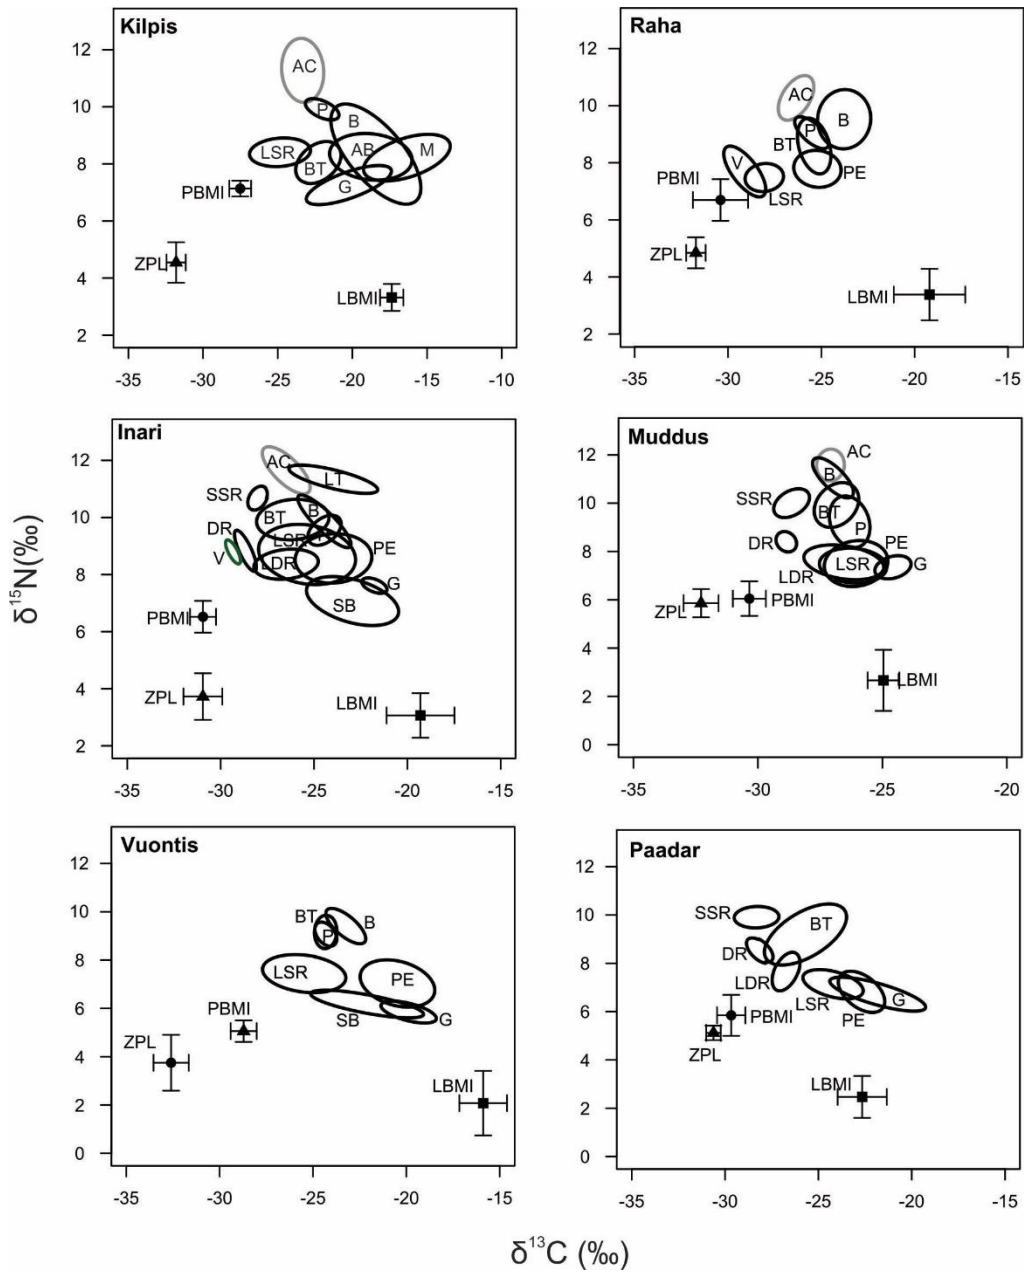 Kilpis
12
10
8
6
4
2
AC
P
B
LSR
BT
AB
M
G
PBMI
ZPL
LBMI
-35
-30
-25
-20
-15
-10
Raha
12
10
8
6
4
2
AC
P
B
BT
V
PE
LSR
PBMI
ZPL
LBMI
-35
-30
-25
-20
-15
Inari
12
10
8
6
4
2
AC
LT
SSR
BT
B
DR
LSR
PE
V
LDR
G
SB
PBMI
ZPL
LBMI
-35
-30
-25
-20
-15
Muddus
12
10
8
6
4
2
0
AC
B
SSR
BT
P
DR
PE
LDR
LSR
G
ZPL
PBMI
LBMI
-35
-30
-25
-20
Vuontis
12
10
8
6
4
2
0
BT
B
P
LSR
PE
SB
G
PBMI
ZPL
LBMI
-35
-30
-25
-20
-15
Paadar
12
10
8
6
4
2
0
SSR
BT
DR
LDR
LSR
PE
G
PBMI
ZPL
LBMI
-35
-30
-25
-20
-15
δ15N(‰)
δ13C (‰)